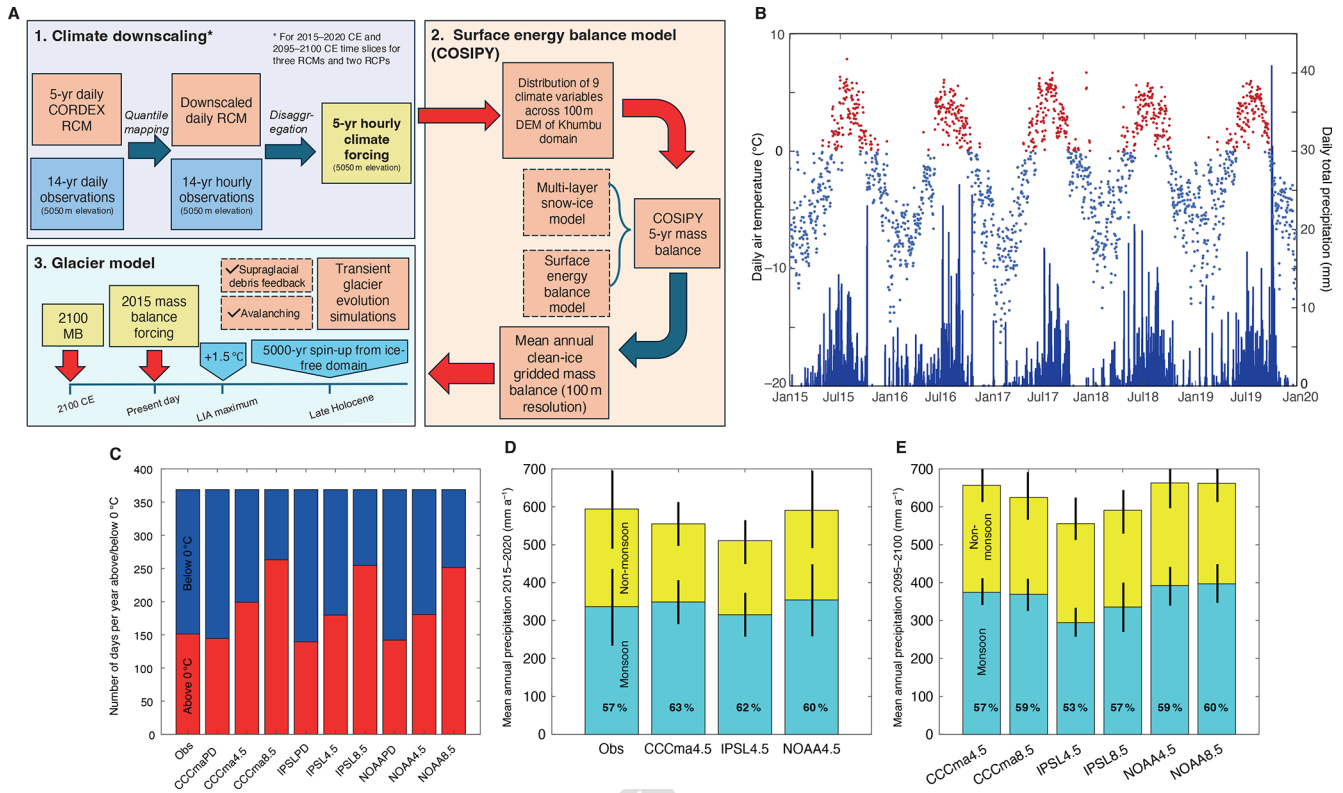 A
1. Climate downscaling*
* For 2015–2020 CE and
2095–2100 CE time slices for
three RCMs and two RCPs
5-yr daily
CORDEX
RCM
Quantile
mapping
Downscaled
daily RCM
Disaggr-
egation
5-yr hourly
climate
forcing
(5050 m elevation)
14-yr daily
observations
(5050 m elevation)
14-yr hourly
observations
(5050 m elevation)
2. Surface energy balance model
(COSIPY)
Distribution of 9
climate variables
across 100 m
DEM of Khumbu
domain
Multi-layer
snow-ice
model
Surface
energy
balance
model
COSIPY
5-yr mass
balance
Mean annual
clean-ice
gridded mass
balance (100 m
resolution)
3. Glacier model
2100
MB
2015 mass
balance
forcing
✓Supraglacial
debris feedback
✓Avalanching
Transient
glacier
evolution
simulations
+1.5 °C
5000-yr spin-up from ice-
free domain
2100 CE
Present day
LIA maximum
Late Holocene
B
Daily air temperature (°C)
10
0
−10
−20
Daily total precipitation (mm)
40
30
20
10
0
Jan15
Jul15
Jan16
Jul16
Jan17
Jul17
Jan18
Jul18
Jan19
Jul19
Jan20
C
Number of days per year above/below 0 °C
400
350
300
250
200
150
100
50
0
Below 0 °C
Above 0 °C
Obs
CCCmaPD
CCCma4.5
CCCma8.5
IPSLPD
IPSL4.5
IPSL8.5
NOAAPD
NOAA4.5
NOAA8.5
D
Mean annual precipitation 2015–2020 (mm a⁻¹)
700
600
500
400
300
200
100
0
Non-monsoon
Monsoon
57 %
63 %
62 %
60 %
Obs
CCCma4.5
IPSL4.5
NOAA4.5
E
Mean annual precipitation 2095–2100 (mm a⁻¹)
700
600
500
400
300
200
100
0
Non-
monsoon
Monsoon
57 %
59 %
53 %
57 %
59 %
60 %
CCCma4.5
CCCma8.5
IPSL4.5
IPSL8.5
NOAA4.5
NOAA8.5